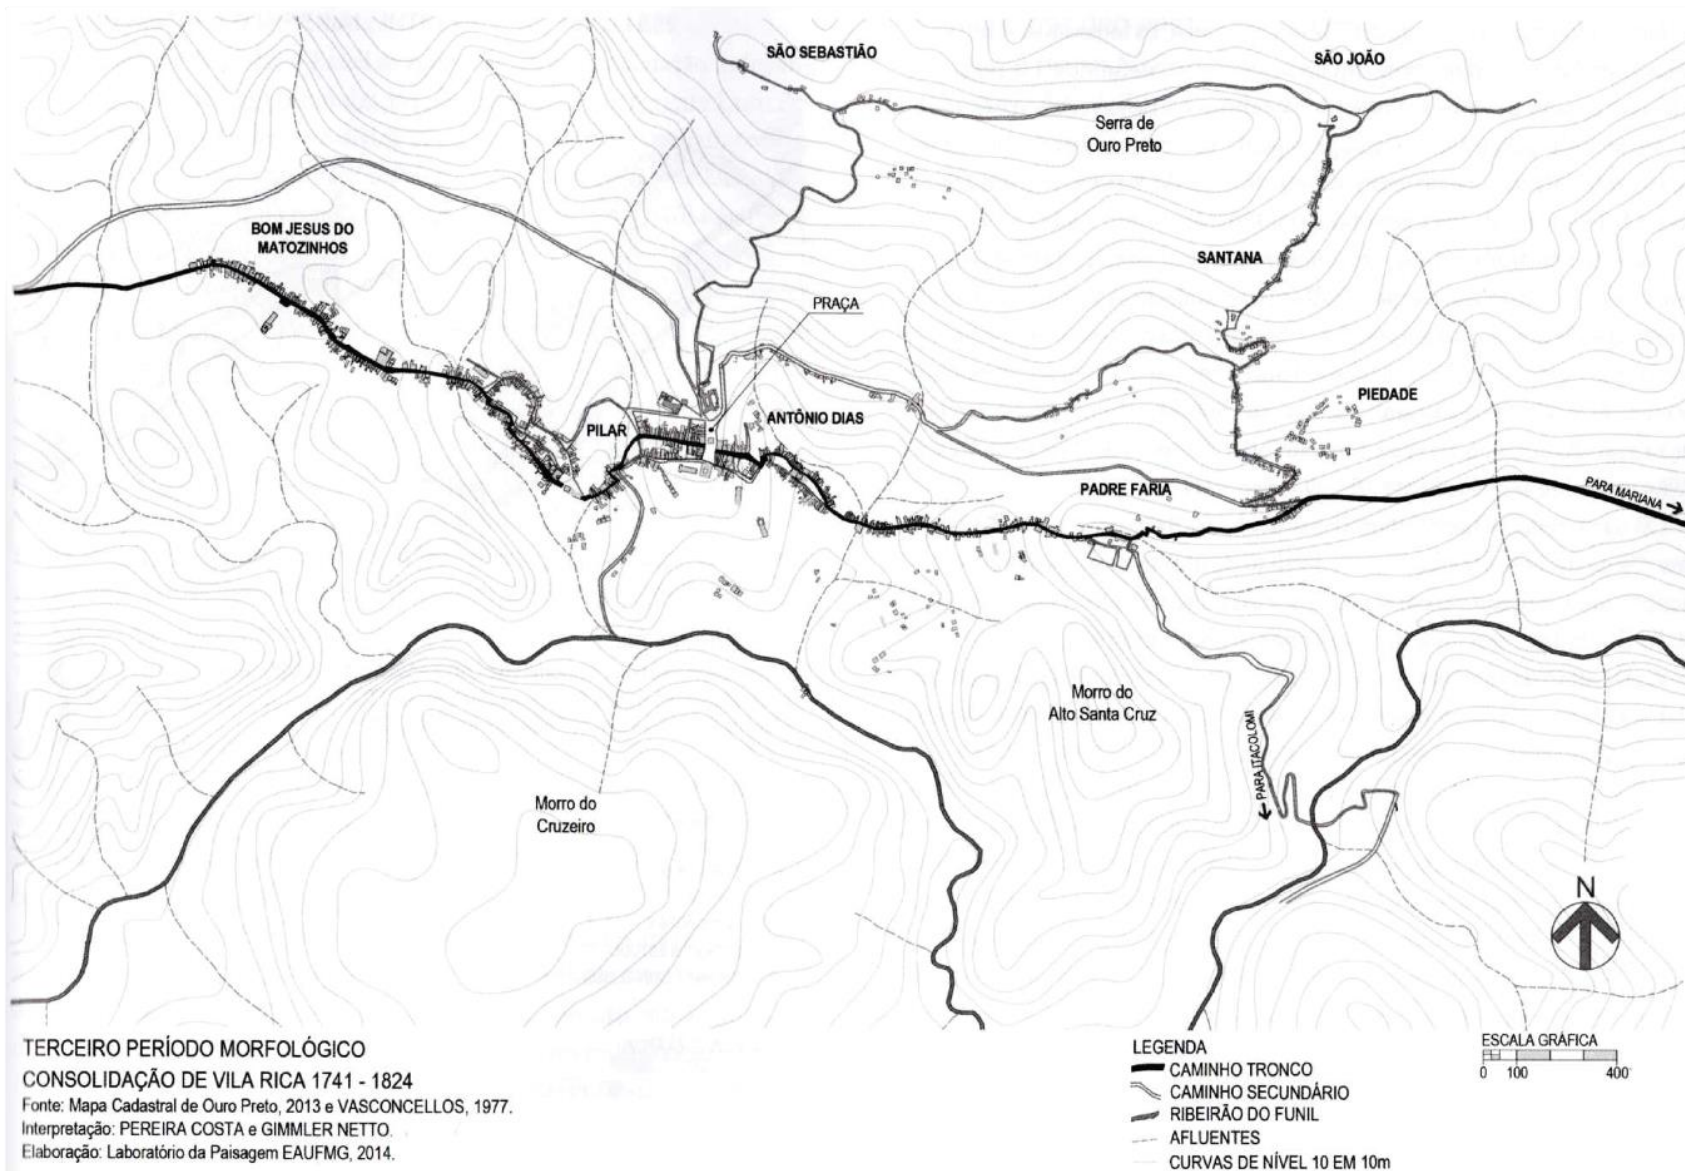 SÃO SEBASTIÃO
SÃO JOÃO
Serra de
Ouro Preto
BOM JESUS DO
MATOZINHOS
SANTANA
PRAÇA
PIEDADE
ANTÔNIO DIAS
PILAR
PADRE FARIA
PARA MARIANA
Morro do
Alto Santa Cruz
PARA ITACOLOMI
Morro do
Cruzeiro
N
TERCEIRO PERÍODO MORFOLÓGICO
CONSOLIDAÇÃO DE VILA RICA 1741 - 1824
Fonte: Mapa Cadastral de Ouro Preto, 2013 e VASCONCELLOS, 1977.
Interpretação: PEREIRA COSTA e GIMMLER NETTO.
Elaboração: Laboratório da Paisagem EAUFMG, 2014.
LEGENDA
CAMINHO TRONCO
CAMINHO SECUNDÁRIO
RIBEIRÃO DO FUNIL
AFLUENTES
CURVAS DE NÍVEL 10 EM 10m
ESCALA GRÁFICA
0 100 400